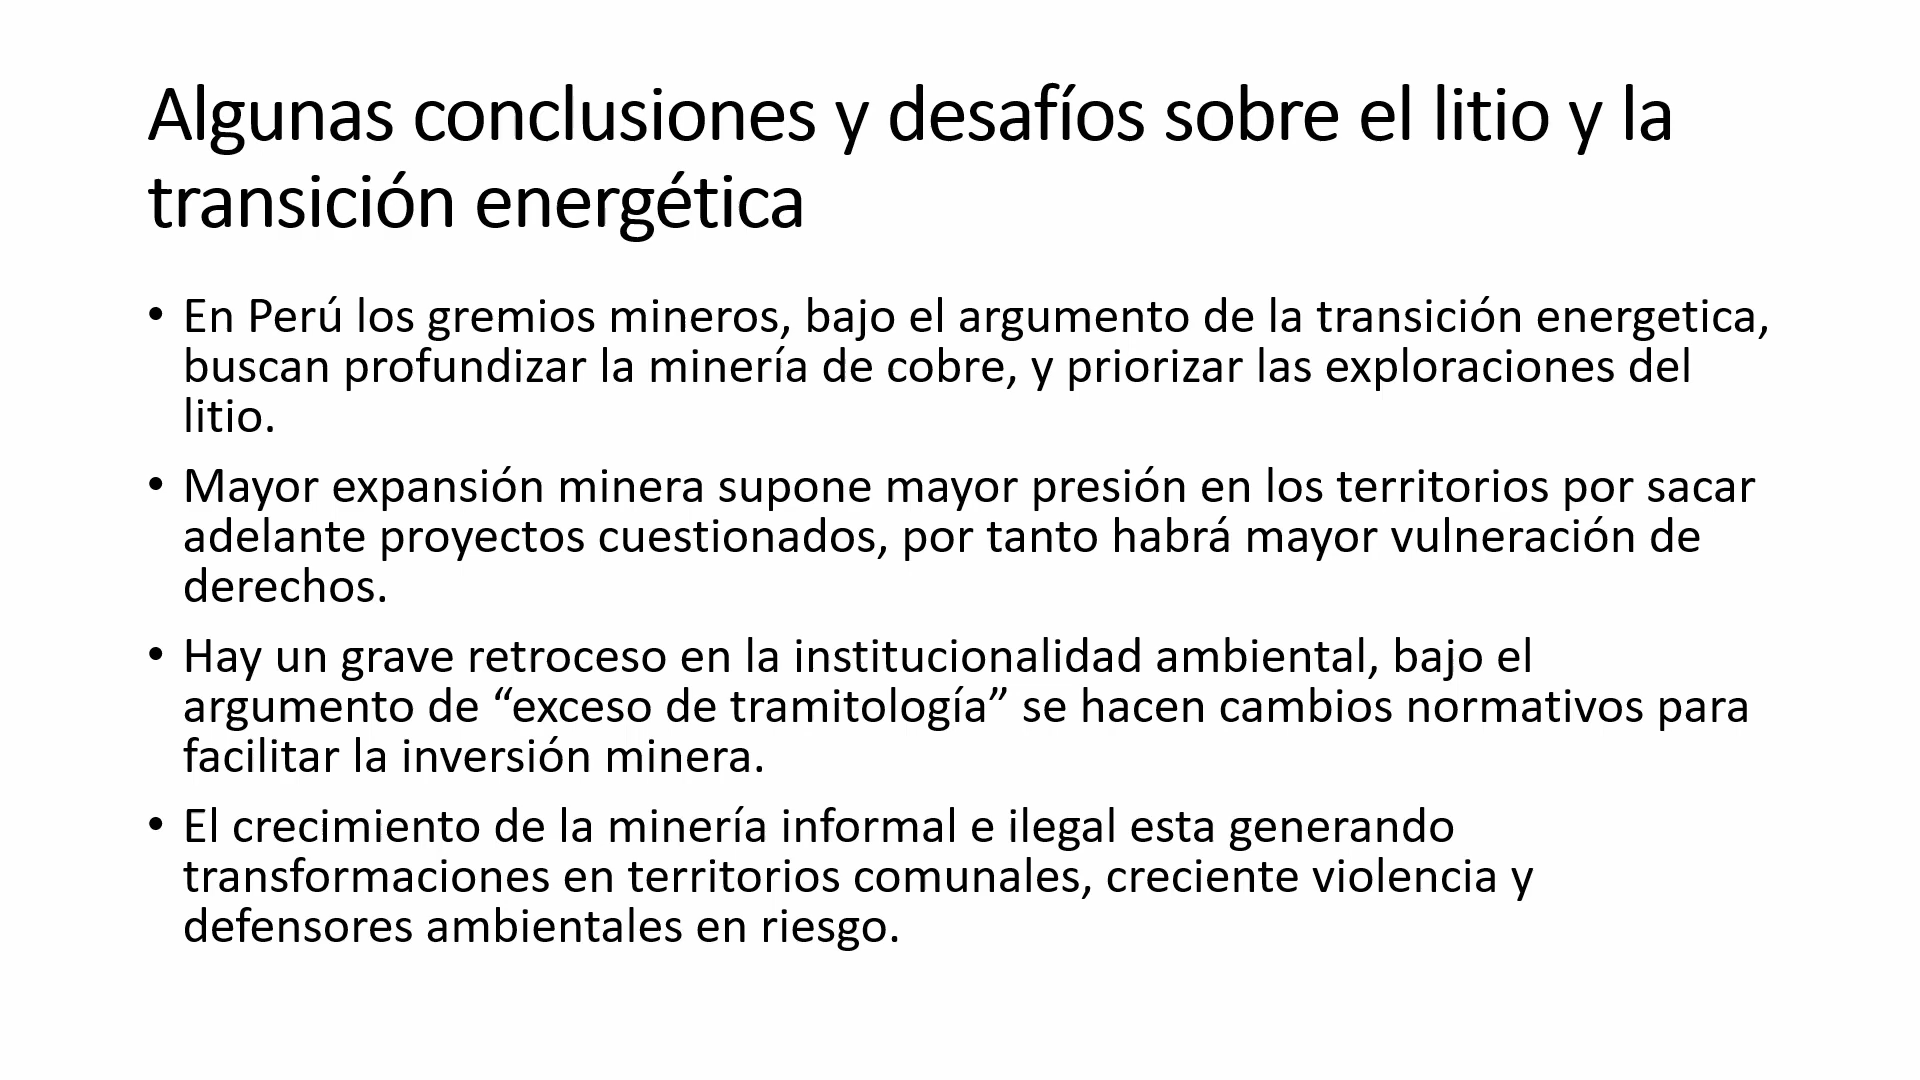 Algunas conclusiones y desafíos sobre el litio y la
transición energética
• En Perú los gremios mineros, bajo el argumento de la transición energetica,
buscan profundizar la minería de cobre, y priorizar las exploraciones del
litio.
• Mayor expansión minera supone mayor presión en los territorios por sacar
adelante proyectos cuestionados, por tanto habrá mayor vulneración de
derechos.
• Hay un grave retroceso en la institucionalidad ambiental, bajo el
argumento de “exceso de tramitología” se hacen cambios normativos para
facilitar la inversión minera.
• El crecimiento de la minería informal e ilegal esta generando
transformaciones en territorios comunales, creciente violencia y
defensores ambientales en riesgo.